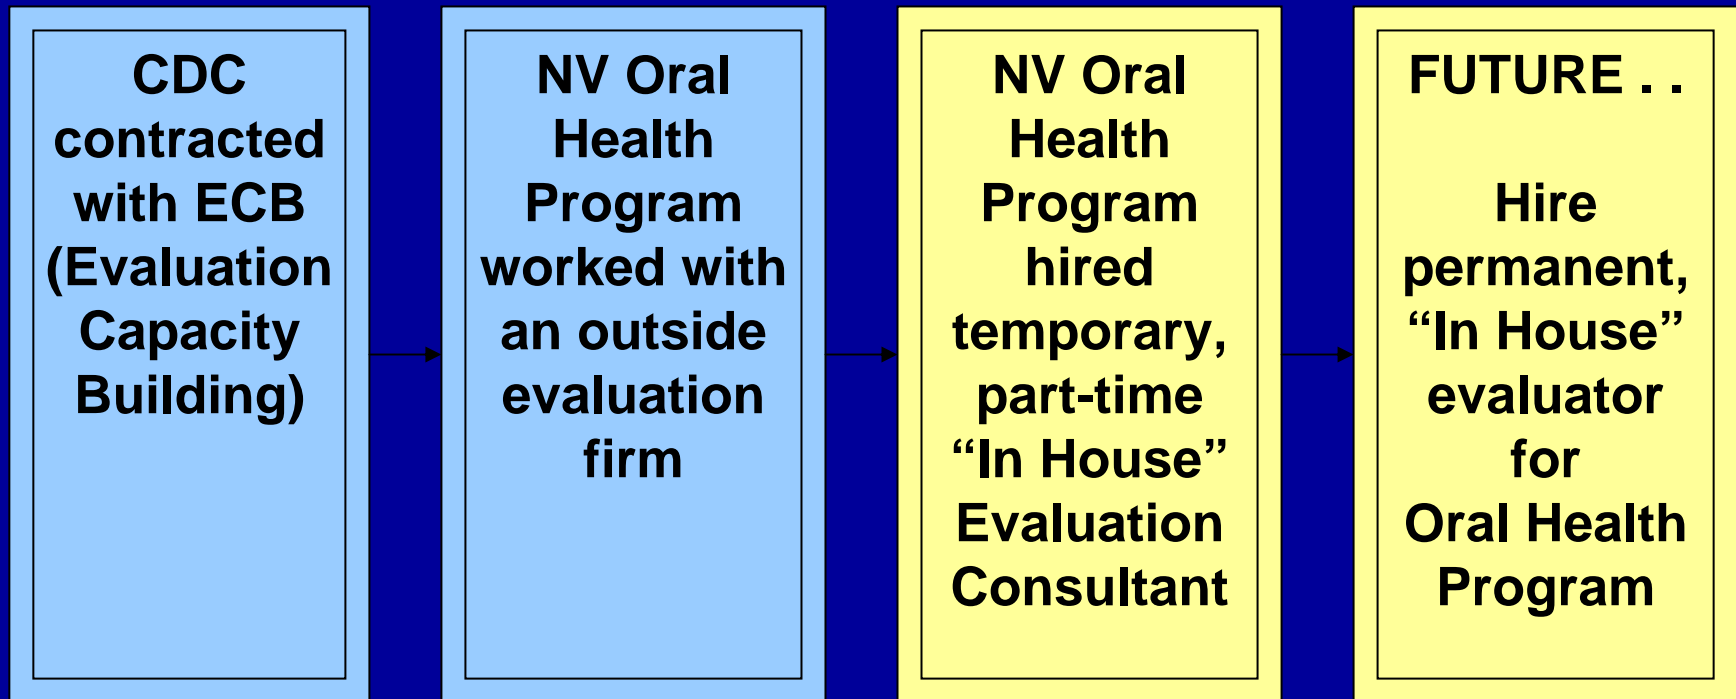 CDC
contracted
with ECB
(Evaluation
Capacity
Building)
NV Oral
Health
Program
worked with
an outside
evaluation
firm
NV Oral
Health
Program
hired
temporary,
part-time
“In House”
Evaluation
Consultant
FUTURE . .
Hire
permanent,
“In House”
evaluator
for
Oral Health
Program